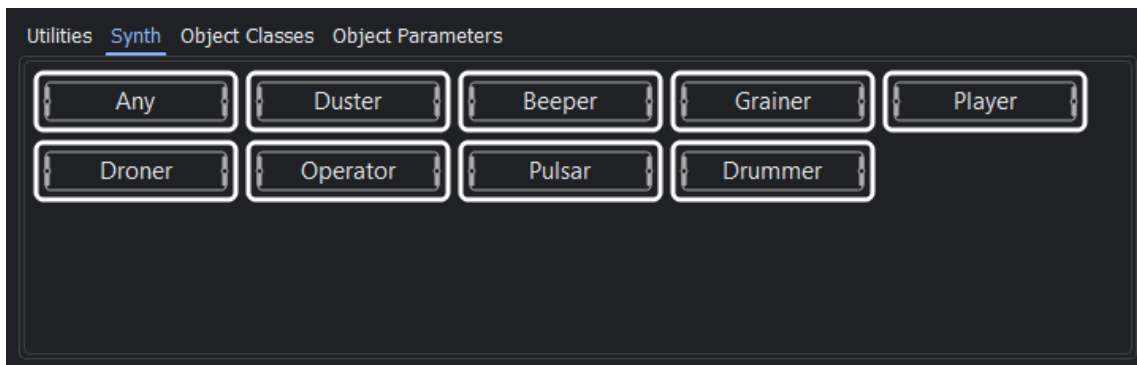 Utilities Synth Object Classes Object Parameters
Any Duster Beeper Grainer Player
Droner Operator Pulsar Drummer